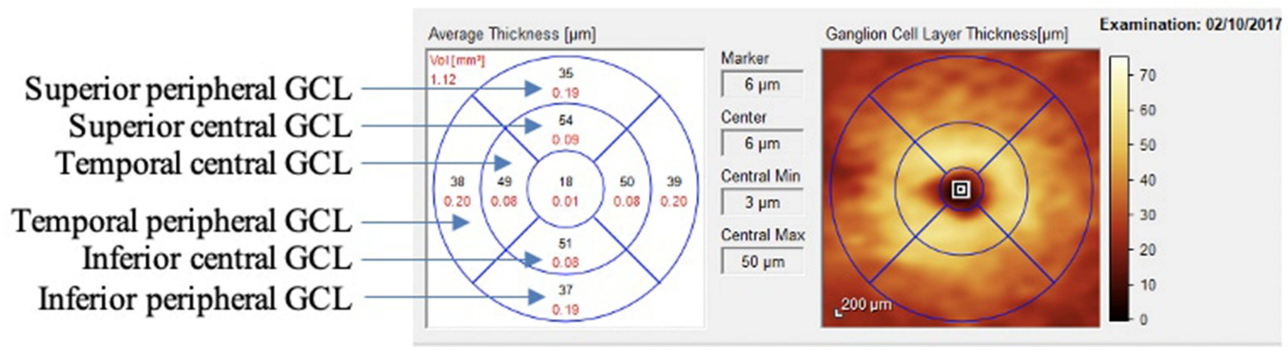 Superior peripheral GCL
Superior central GCL
Temporal central GCL
Temporal peripheral GCL
Inferior central GCL
Inferior peripheral GCL
Average Thickness [µm]
Vol [mm³]
1.12
35
0.19
54
0.09
38 49 18 50 39
0.20 0.08 0.01 0.08 0.20
51
0.08
37
0.19
Marker
6 µm
Center
6 µm
Central Min
3 µm
Central Max
50 µm
Ganglion Cell Layer Thickness[µm]
200 µm
Examination: 02/10/2017
70
60
50
40
30
20
10
0